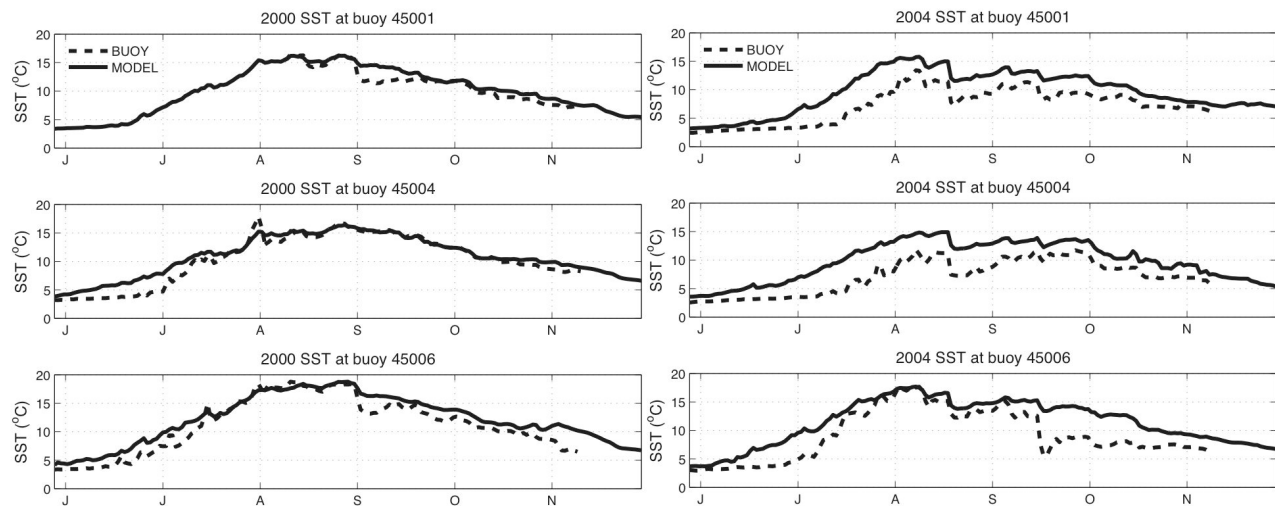 2000 SST at buoy 45001
20
15
10
5
0
SST (°C)
BUOY
MODEL
J J A S O N
2004 SST at buoy 45001
20
15
10
5
0
SST (°C)
BUOY
MODEL
J J A S O N
2000 SST at buoy 45004
20
15
10
5
0
SST (°C)
J J A S O N
2004 SST at buoy 45004
20
15
10
5
0
SST (°C)
J J A S O N
2000 SST at buoy 45006
20
15
10
5
0
SST (°C)
J J A S O N
2004 SST at buoy 45006
20
15
10
5
0
SST (°C)
J J A S O N